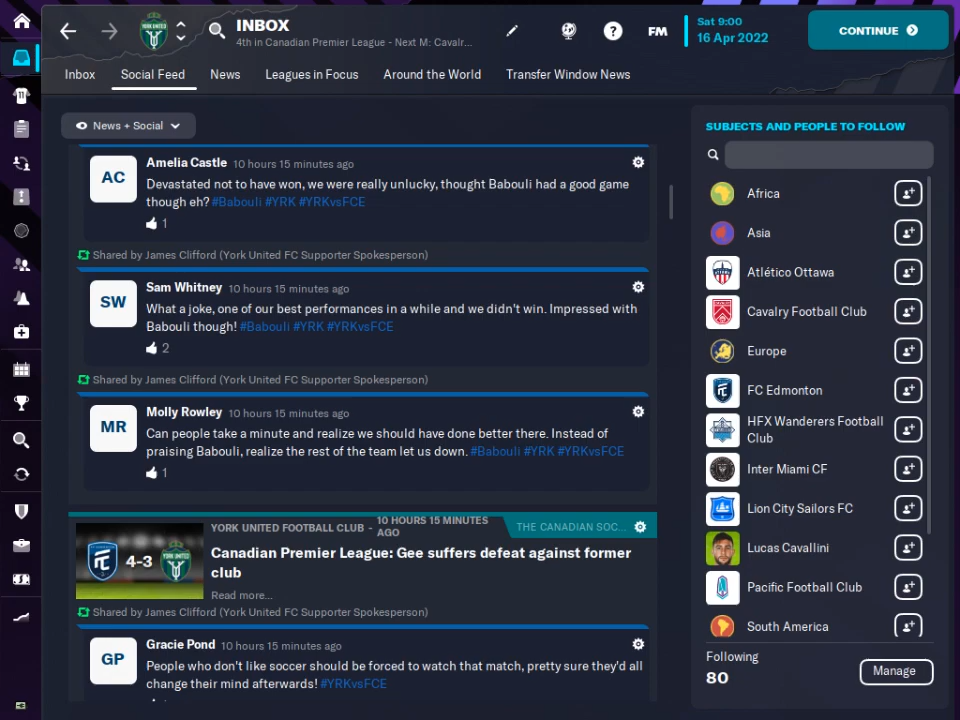 YORK UNITED
INBOX
4th in Canadian Premier League - Next M: Cavalr...
?
FM
Sat 9:00
16 Apr 2022
CONTINUE
Inbox
Social Feed
News
Leagues in Focus
Around the World
Transfer Window News
11
News + Social
SUBJECTS AND PEOPLE TO FOLLOW
AC
Amelia Castle 10 hours 15 minutes ago
Devastated not to have won, we were really unlucky, thought Babouli had a good game
though eh? #Babouli #YRK #YRKvsFCE
1
Shared by James Clifford (York United FC Supporter Spokesperson)
SW
Sam Whitney 10 hours 15 minutes ago
What a joke, one of our best performances in a while and we didn't win. Impressed with
Babouli though! #Babouli #YRK #YRKvsFCE
2
Shared by James Clifford (York United FC Supporter Spokesperson)
MR
Molly Rowley 10 hours 15 minutes ago
Can people take a minute and realize we should have done better there. Instead of
praising Babouli, realize the rest of the team let us down. #Babouli #YRK #YRKvsFCE
1
YORK UNITED FOOTBALL CLUB - 10 HOURS 15 MINUTES
AGO
THE CANADIAN SOC...
4-3
YORK UNITED
Canadian Premier League: Gee suffers defeat against former
club
Read more...
Shared by James Clifford (York United FC Supporter Spokesperson)
GP
Gracie Pond 10 hours 15 minutes ago
People who don't like soccer should be forced to watch that match, pretty sure they'd all
change their mind afterwards! #YRKvsFCE
Africa
Asia
Atlético Ottawa
Cavalry Football Club
Europe
FC Edmonton
HFX Wanderers Football
Club
Inter Miami CF
Lion City Sailors FC
Lucas Cavallini
Pacific Football Club
South America
Following
80
Manage